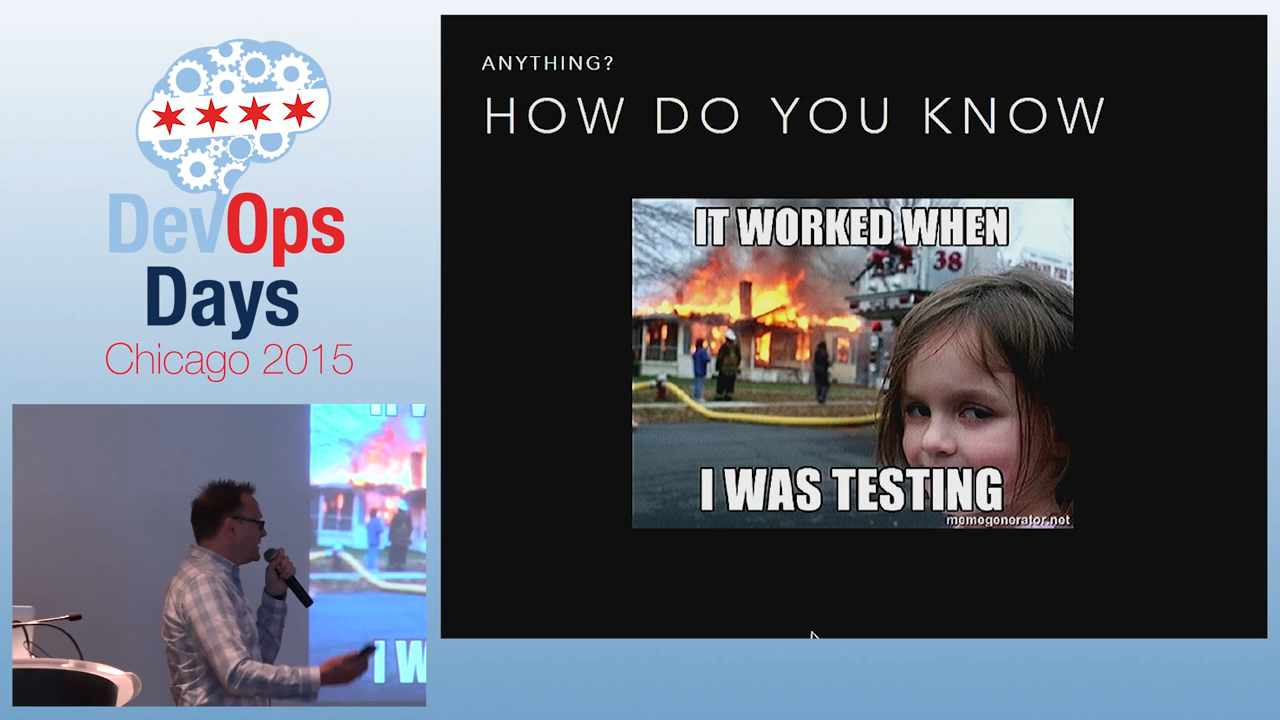 DevOps
Days
Chicago 2015
ANYTHING?
HOW DO YOU KNOW
IT WORKED WHEN
38
I WAS TESTING
memegenerator.net
I W